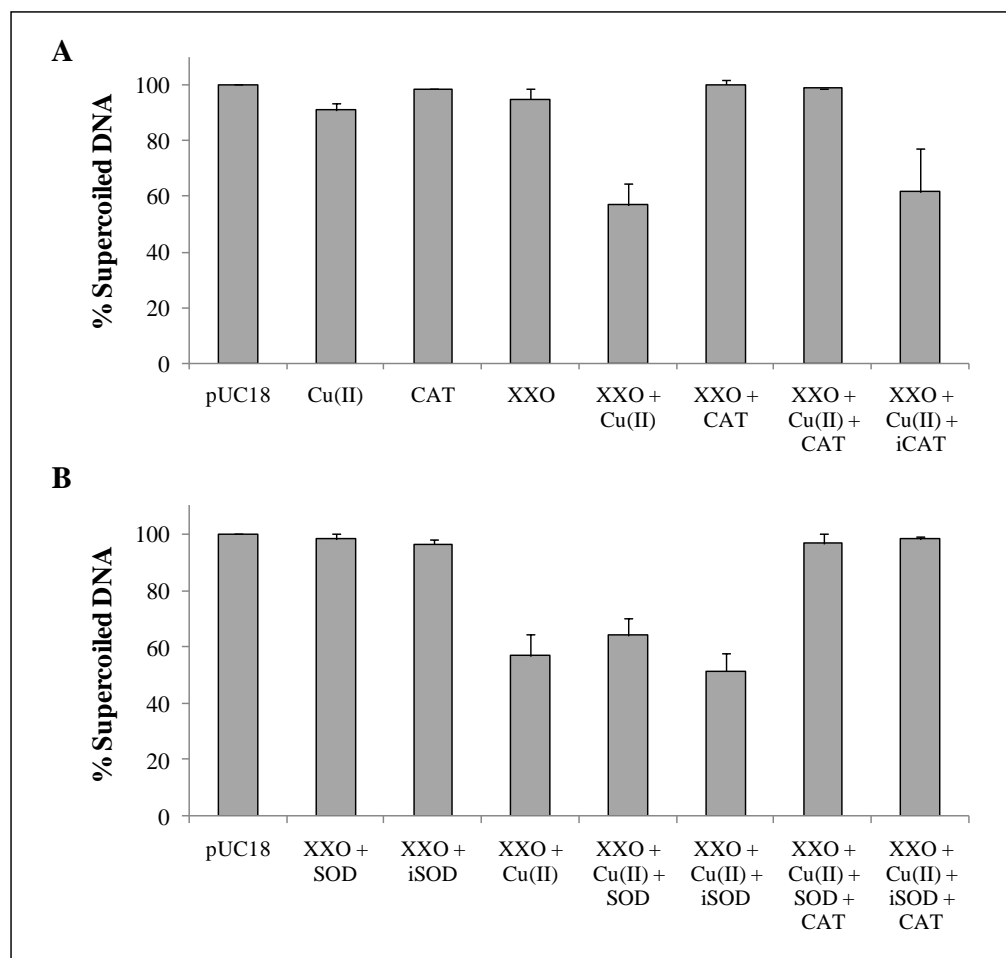 A
% Supercoiled DNA
100
80
60
40
20
0
pUC18
Cu(II)
CAT
XXO
XXO +
Cu(II)
XXO +
CAT
XXO +
Cu(II) +
CAT
XXO +
Cu(II) +
iCAT
B
% Supercoiled DNA
100
80
60
40
20
0
pUC18
XXO +
SOD
XXO +
iSOD
XXO +
Cu(II)
XXO +
Cu(II) +
SOD
XXO +
Cu(II) +
iSOD
XXO +
Cu(II) +
SOD +
CAT
XXO +
Cu(II) +
iSOD +
CAT